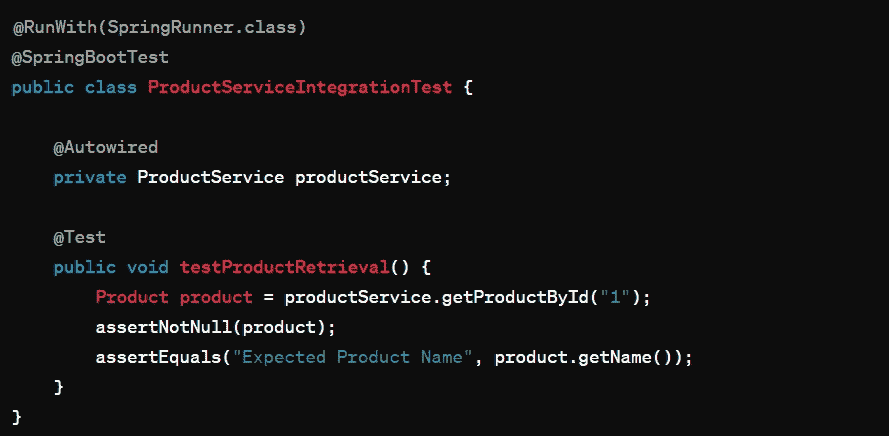 @RunWith(SpringRunner.class)
@SpringBootTest
public class ProductServiceIntegrationTest {
@Autowired
private ProductService productService;
@Test
public void testProductRetrieval() {
Product product = productService.getProductById("1");
assertNotNull(product);
assertEquals("Expected Product Name", product.getName());
}
}